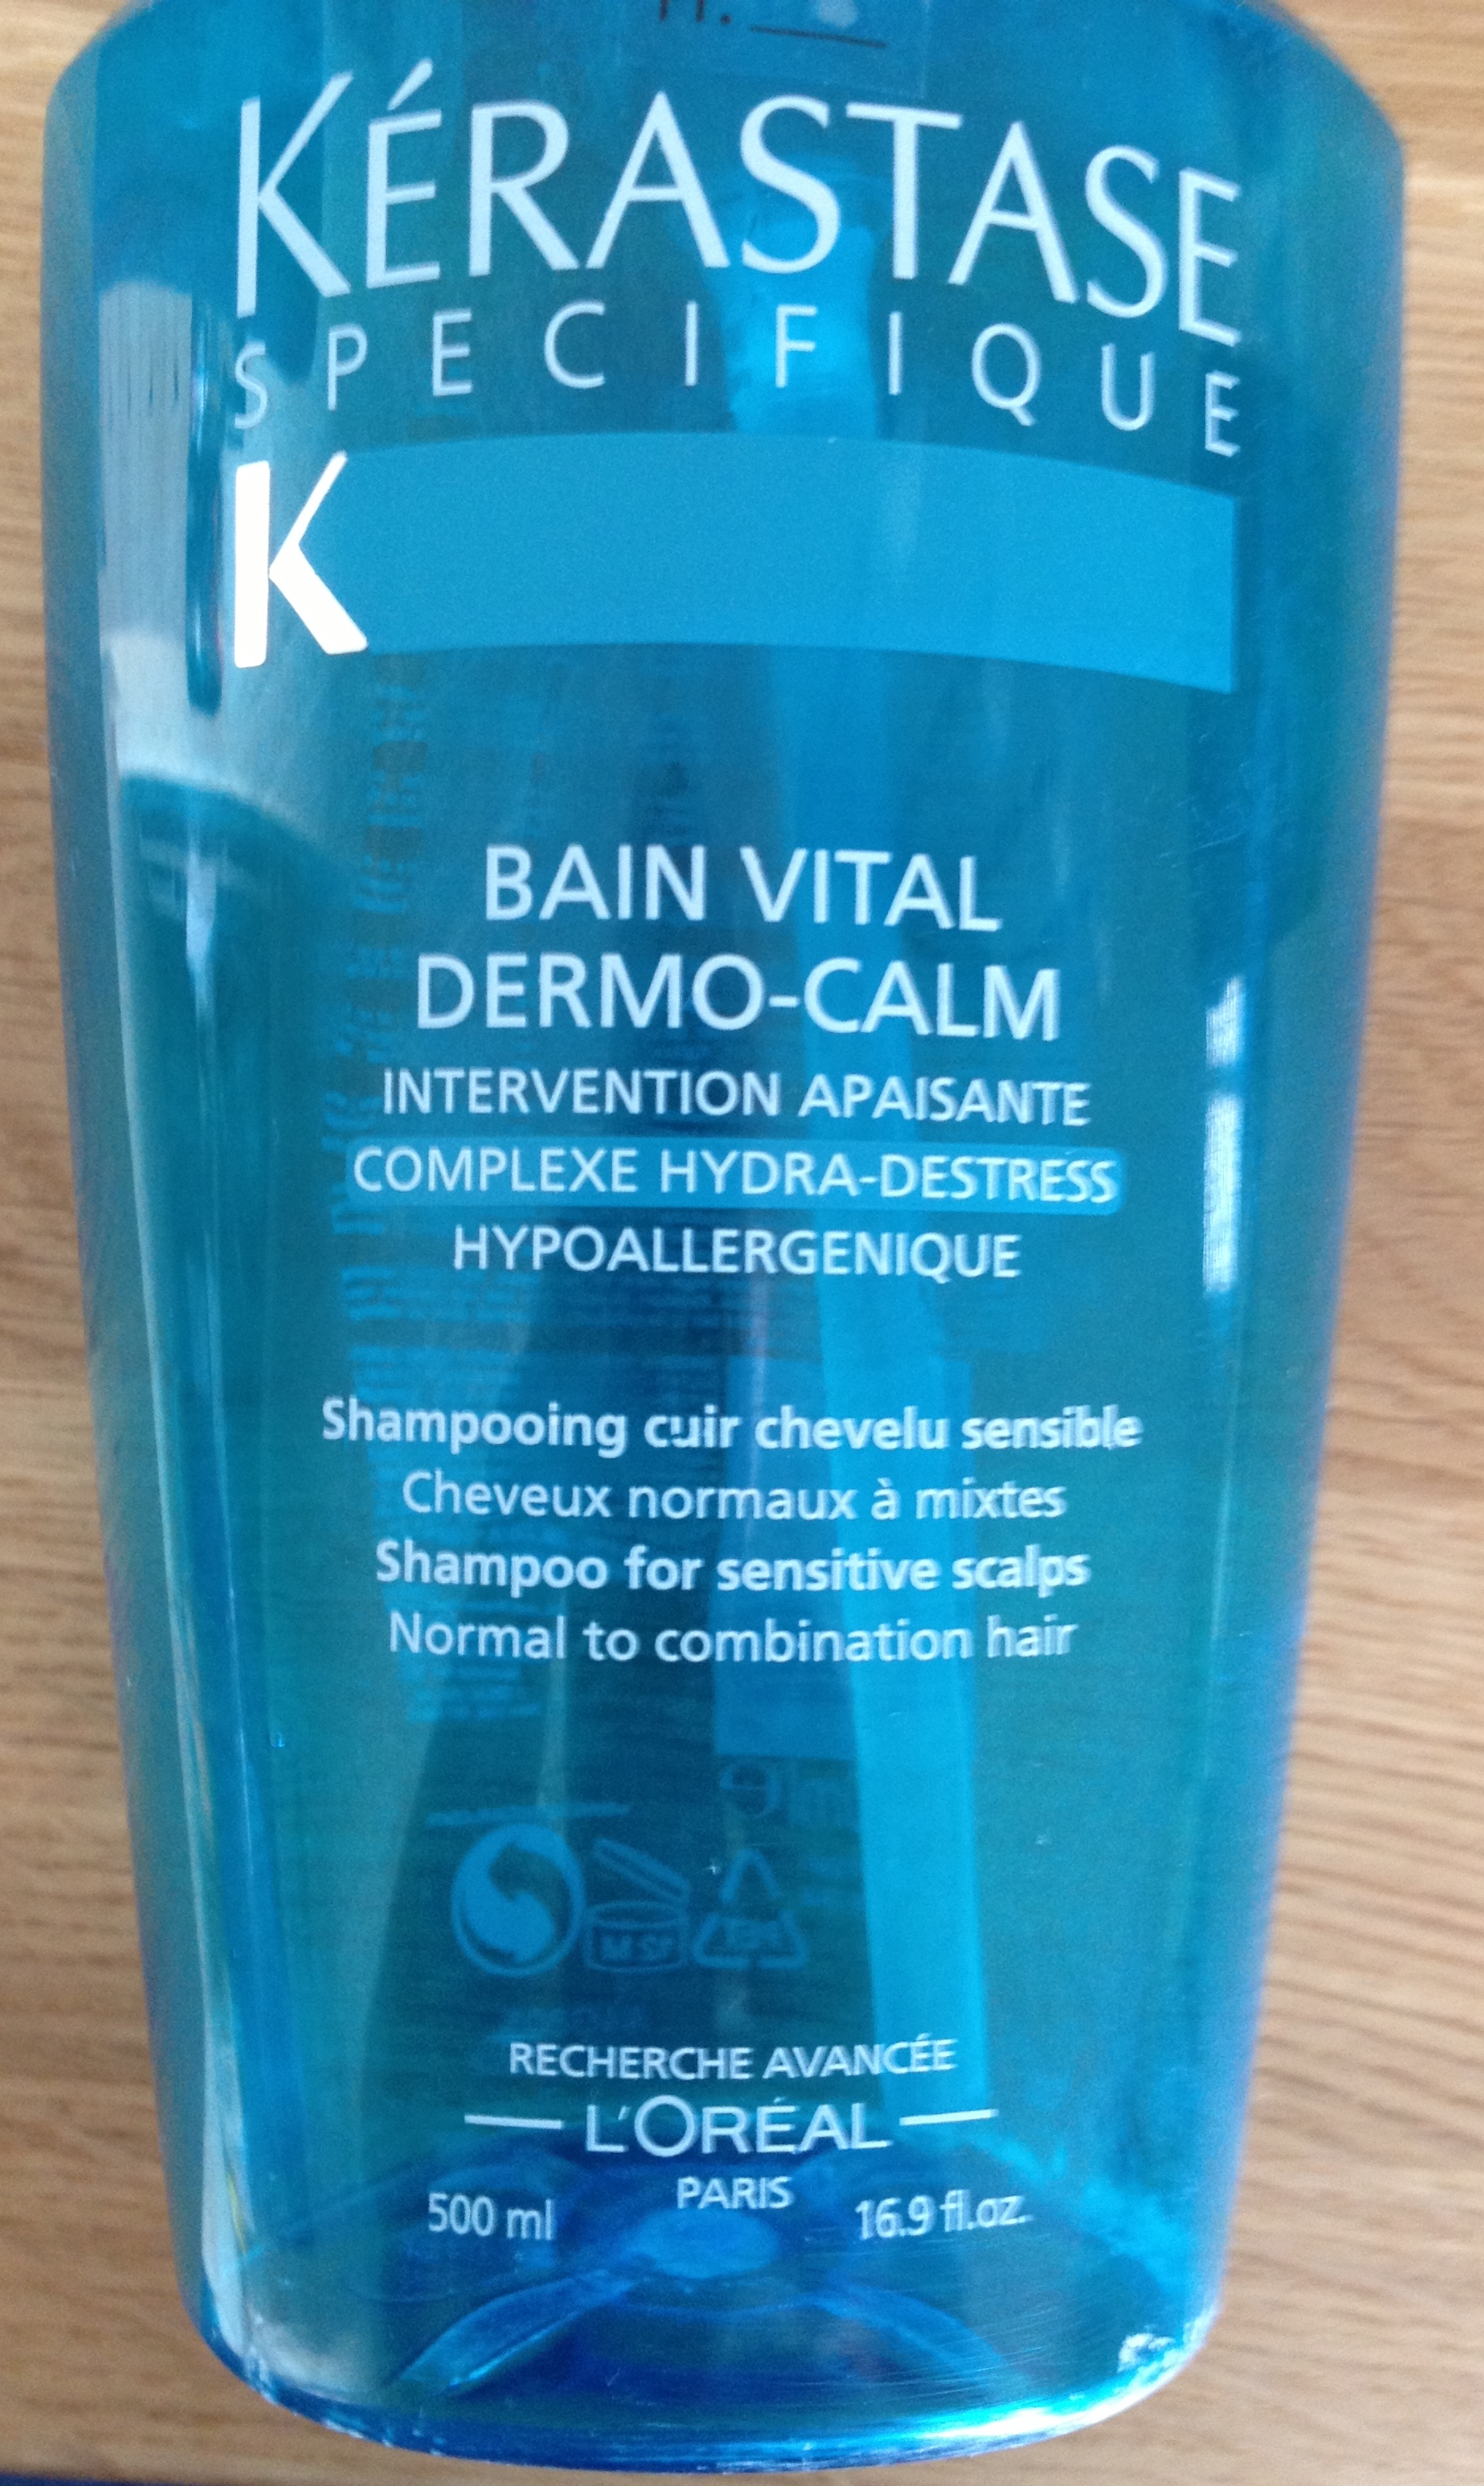 KÉRASTASE
SPECIFIQUE
K
BAIN VITAL
DERMO-CALM
INTERVENTION APAISANTE
COMPLEXE HYDRA-DESTRESS
HYPOALLERGENIQUE
Shampooing cuir chevelu sensible
Cheveux normaux à mixtes
Shampoo for sensitive scalps
Normal to combination hair
RECHERCHE AVANCÉE
L'ORÉAL
PARIS
500 ml 16.9 fl.oz.